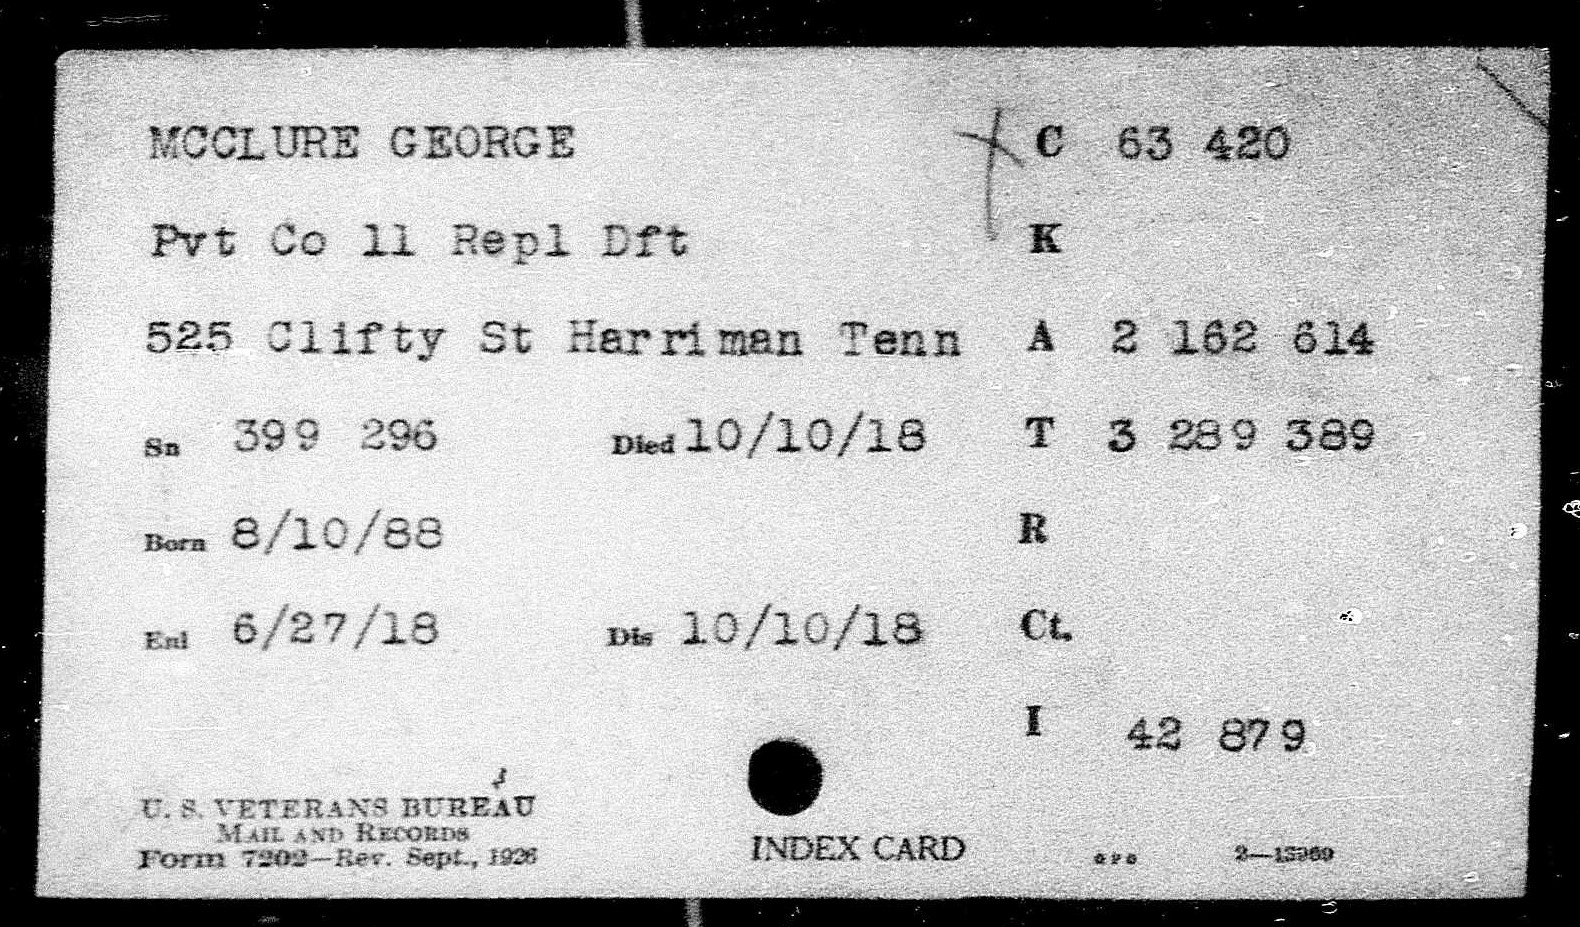 MCCLURE GEORGE C 63 420
Pvt Co 11 Repl Dft K
525 Clifty St Harriman Tenn A 2 162 614
Sn 399 296 Died 10/10/18 T 3 289 389
Born 8/10/88 R
Enl 6/27/18 Dis 10/10/18 Ct.
I 42 879
U. S. VETERANS BUREAU
MAIL AND RECORDS
Form 7202—Rev. Sept., 1926
INDEX CARD GPO